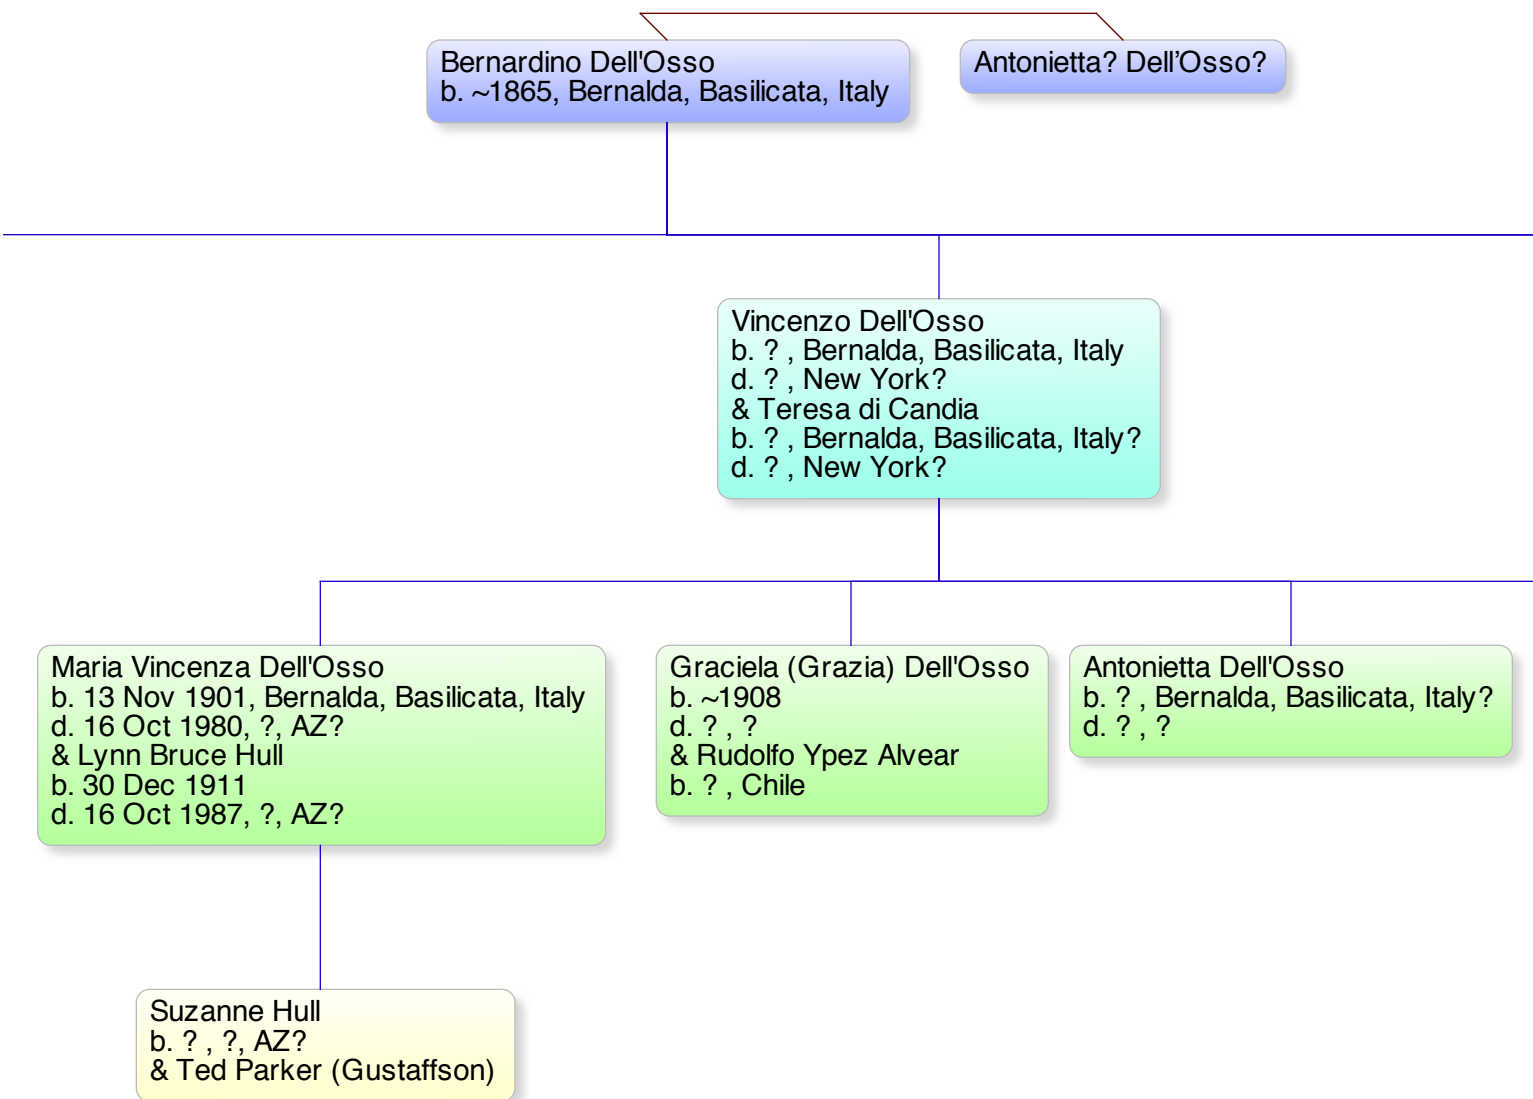 Bernardino Dell'Osso
b. ~1865, Bernalda, Basilicata, Italy
Antonietta? Dell’Osso?
Vincenzo Dell'Osso
b. ? , Bernalda, Basilicata, Italy
d. ? , New York?
& Teresa di Candia
b. ? , Bernalda, Basilicata, Italy?
d. ? , New York?
Maria Vincenza Dell'Osso
b. 13 Nov 1901, Bernalda, Basilicata, Italy
d. 16 Oct 1980, ?, AZ?
& Lynn Bruce Hull
b. 30 Dec 1911
d. 16 Oct 1987, ?, AZ?
Graciela (Grazia) Dell'Osso
b. ~1908
d. ? , ?
& Rudolfo Ypez Alvear
b. ? , Chile
Antonietta Dell'Osso
b. ? , Bernalda, Basilicata, Italy?
d. ? , ?
Suzanne Hull
b. ? , ?, AZ?
& Ted Parker (Gustaffson)